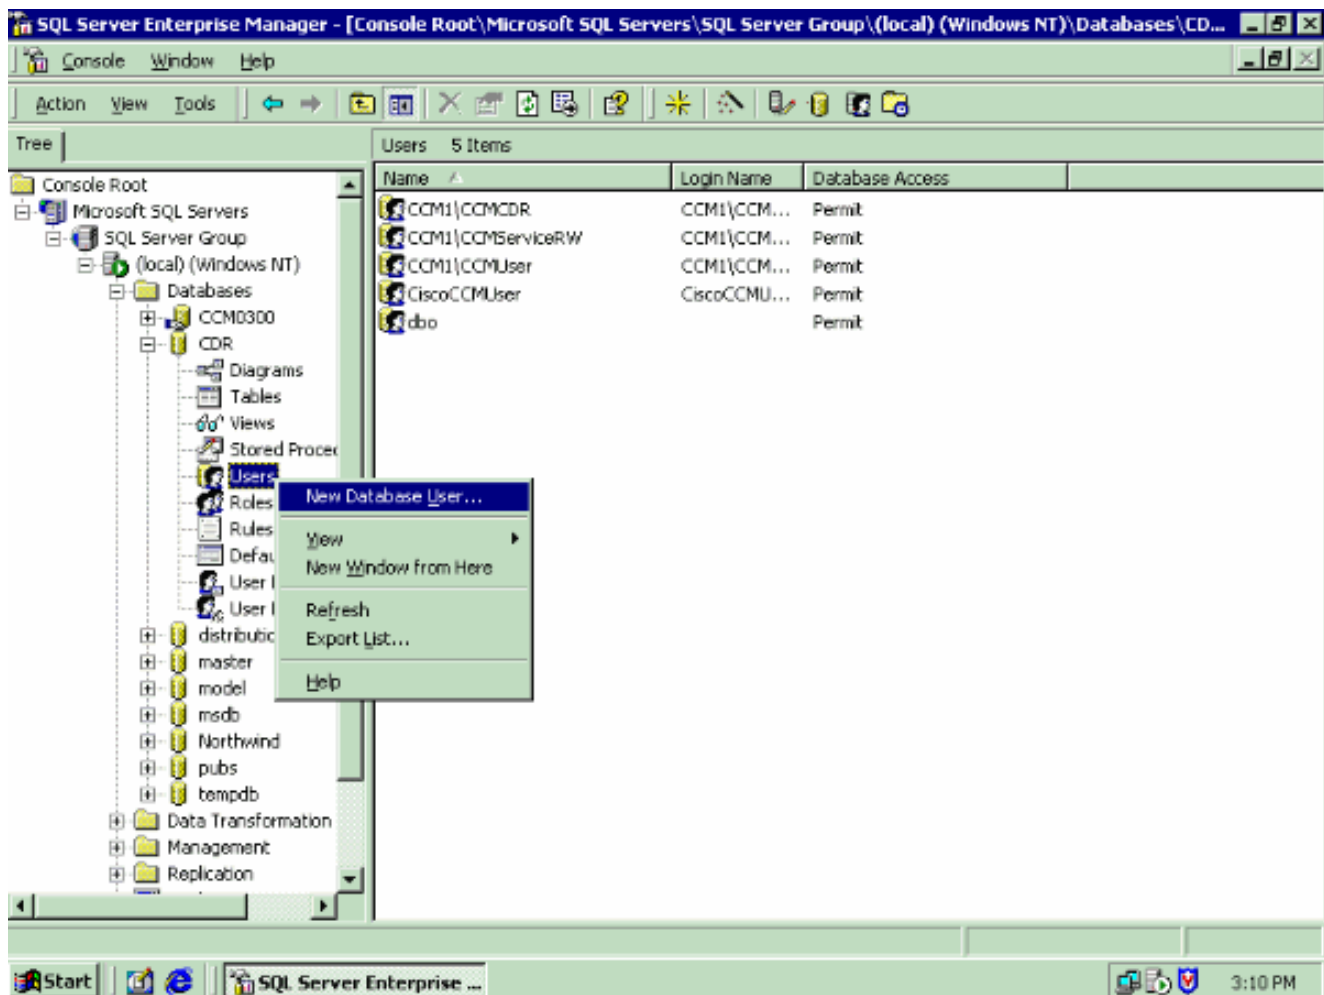 SQL Server Enterprise Manager - [Console Root\Microsoft SQL Servers\SQL Server Group\(local) (Windows NT)\Databases\CD...
Console Window Help
Action View Tools
Tree
Users 5 Items
Name Login Name Database Access
CCM1\CCMCDR CCM1\CCM... Permit
CCM1\CCMServiceRW CCM1\CCM... Permit
CCM1\CCMUser CCM1\CCM... Permit
CiscoCCMUser CiscoCCMU... Permit
dbo Permit
Console Root
Microsoft SQL Servers
SQL Server Group
(local) (Windows NT)
Databases
CCM0300
CDR
Diagrams
Tables
Views
Stored Proce
Users
Roles
Rules
Defau
User
User
distributio
master
model
msdb
Northwind
pubs
tempdb
Data Transformation
Management
Replication
New Database User...
View
New Window from Here
Refresh
Export List...
Help
Start
SQL Server Enterprise ...
3:10 PM